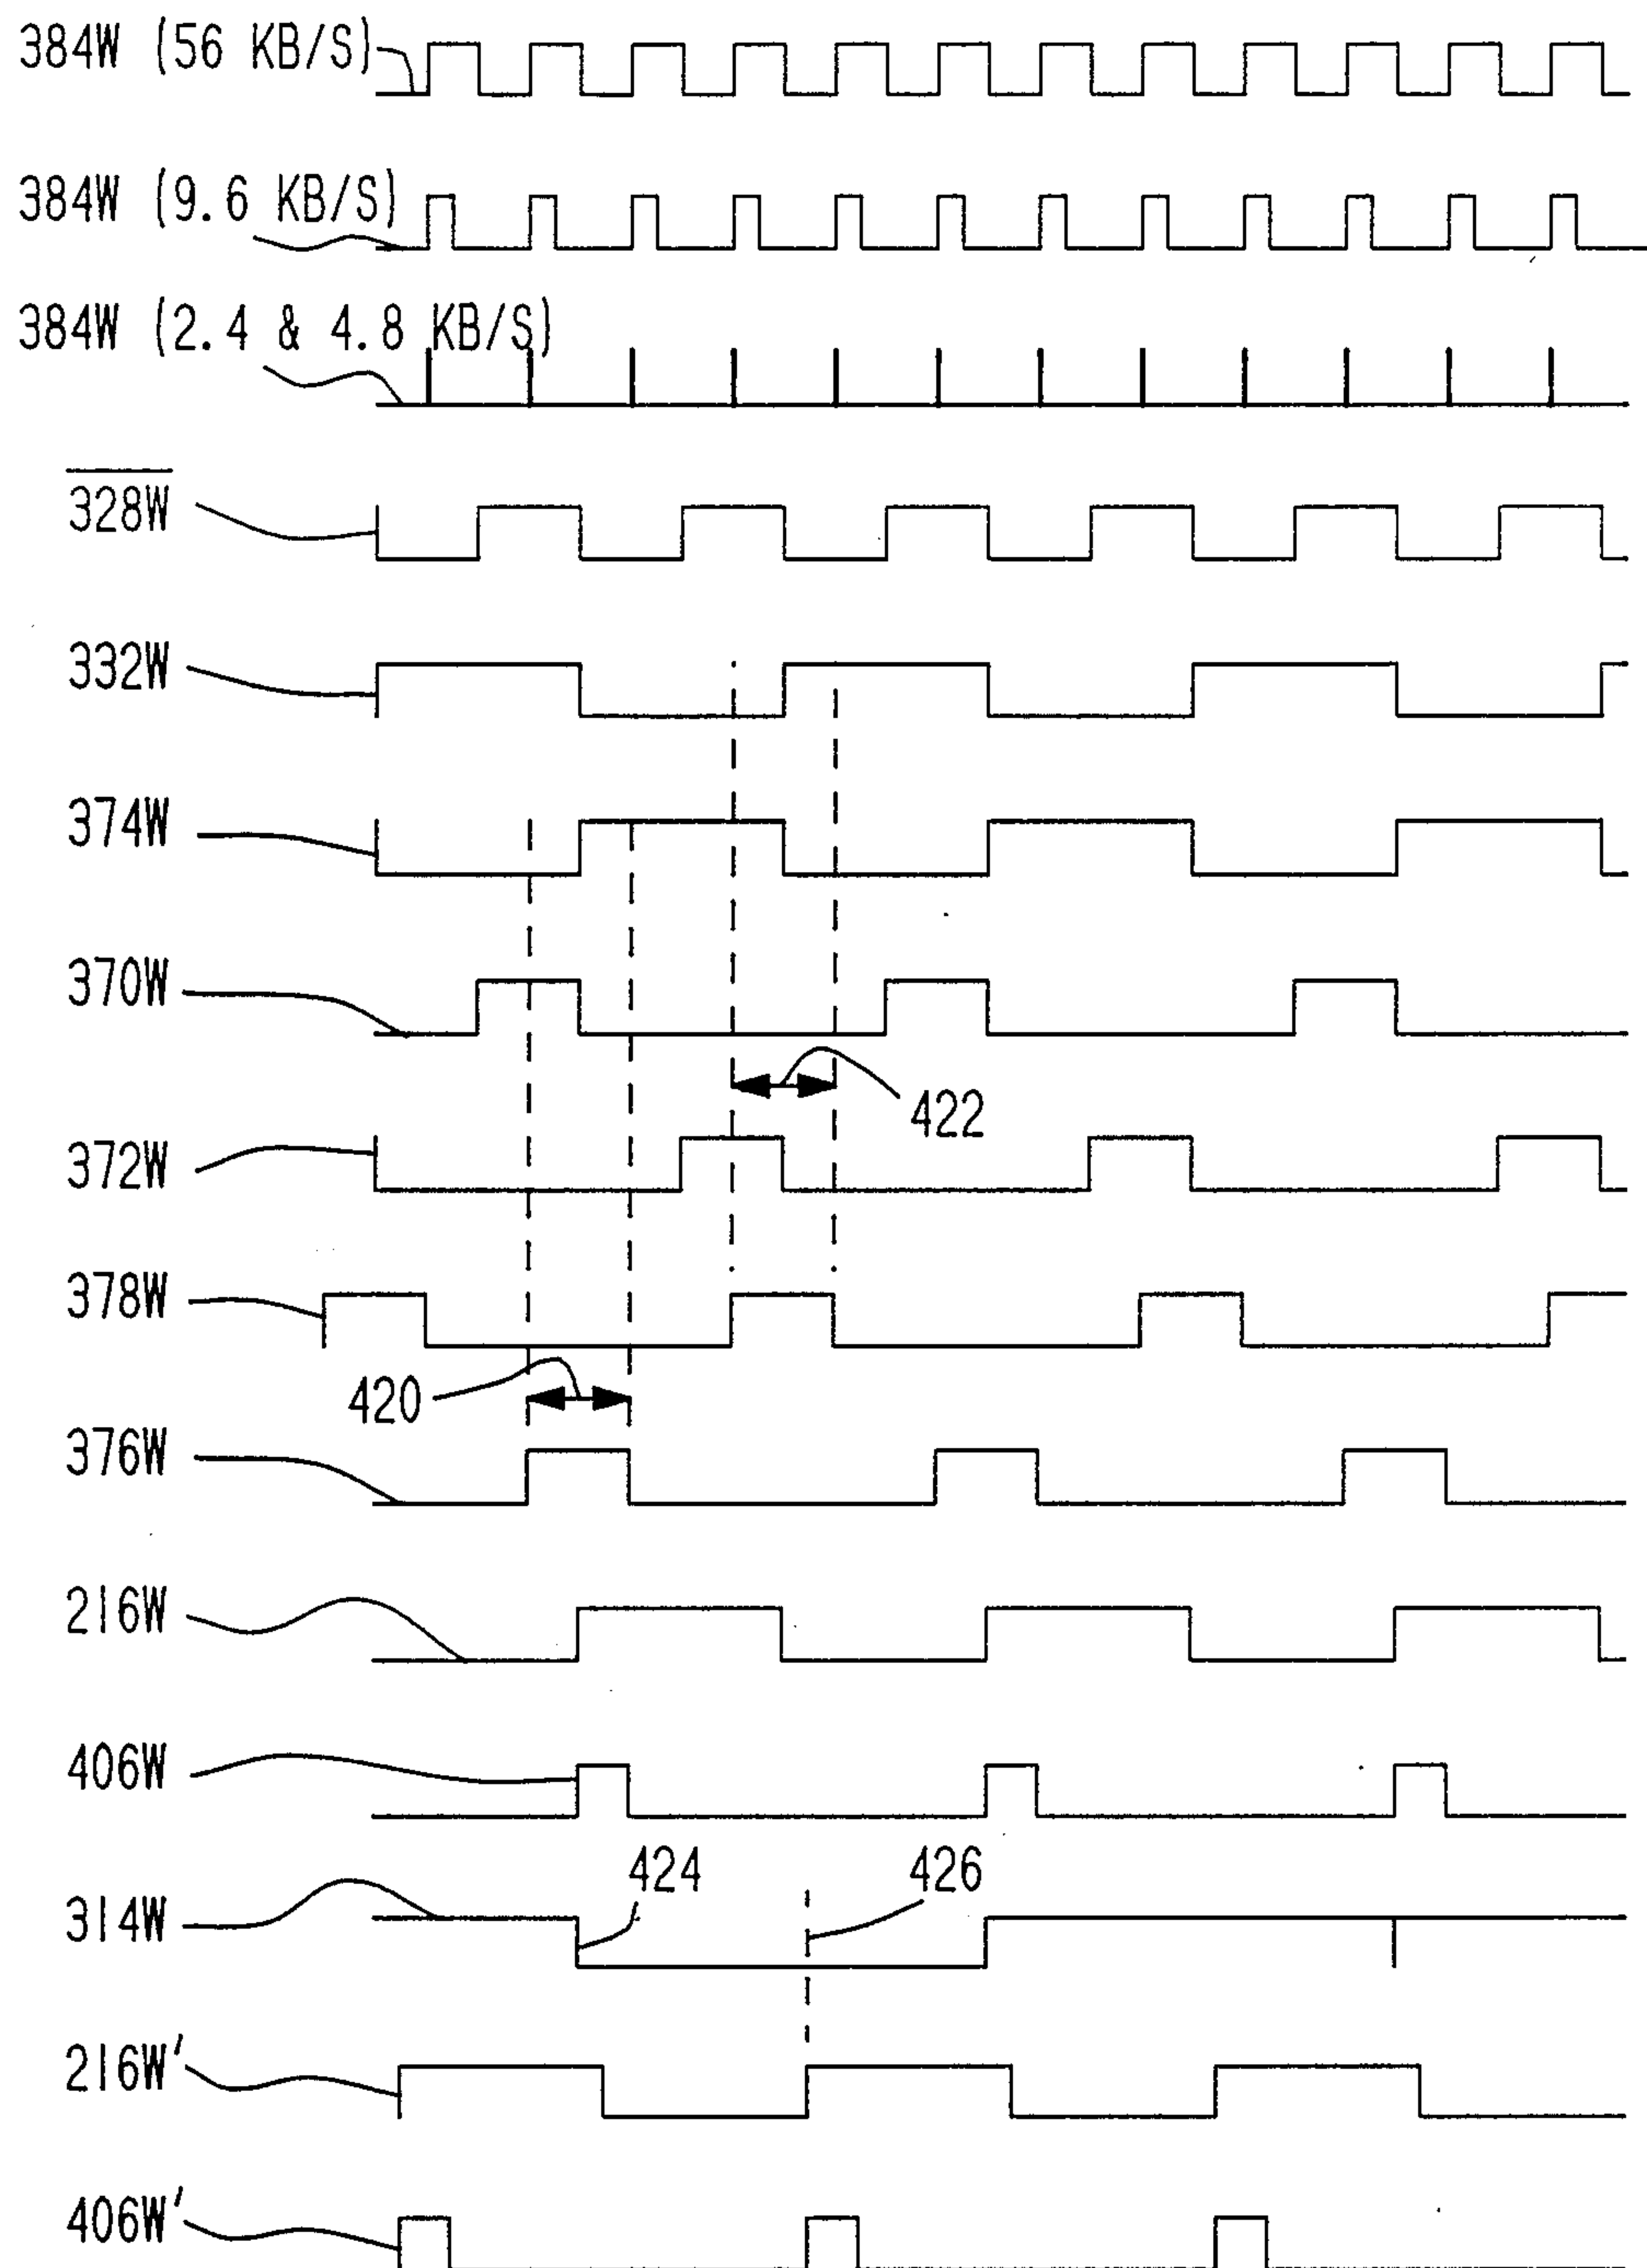 384W (56 KB/S)
384W (9.6 KB/S)
384W (2.4 & 4.8 KB/S)
328W
332W
374W
370W
422
372W
378W
420
376W
216W
406W
424
426
314W
216W'
406W'